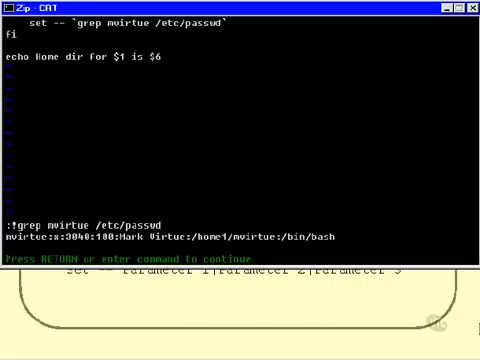 Zip - CRT
set -- `grep mvirtue /etc/passwd`
fi
echo Home dir for $1 is $6
~
~
~
~
~
~
~
~
~
~
~
~
~
~
:!grep mvirtue /etc/passwd
mvirtue:x:3040:100:Mark Virtue:/home1/mvirtue:/bin/bash
Press RETURN or enter command to continue
set -- Parameter 1|Parameter 2|Parameter 3